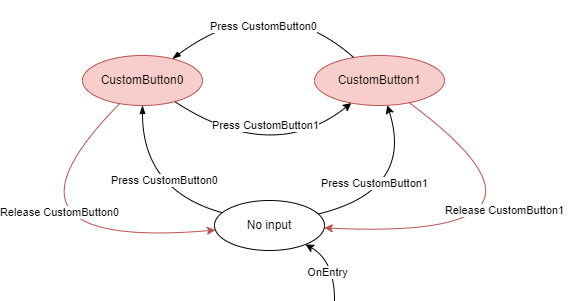 Press CustomButton0
CustomButton0
CustomButton1
Press CustomButton1
Press CustomButton0
Press CustomButton1
Release CustomButton0
Release CustomButton1
No input
OnEntry